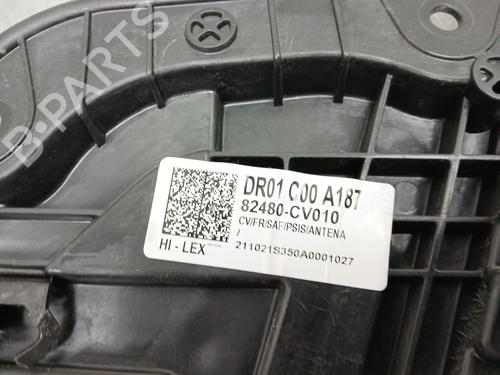 B-PARTS
DR01 C00 A187
82480-CV010
CV/FR/SAF/PSIS/ANTENA
/
HI - LEX
211021S350A0001027